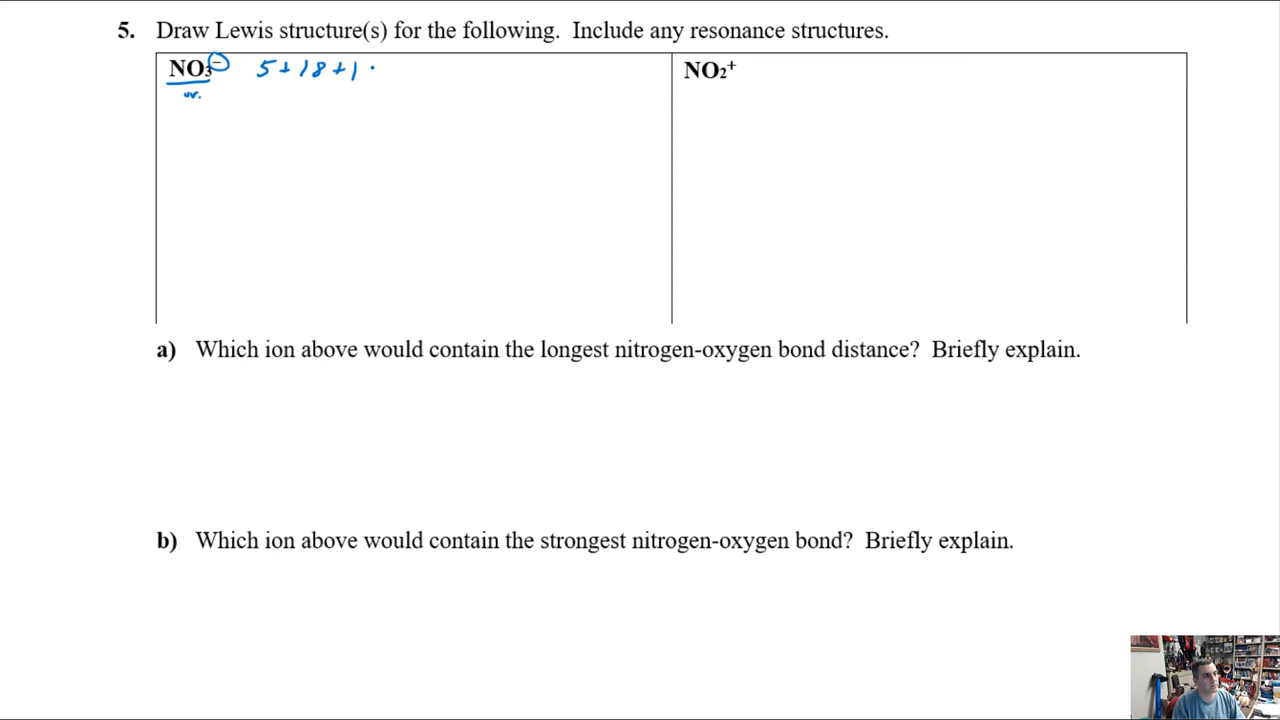 5. Draw Lewis structure(s) for the following. Include any resonance structures.
NO₃⁻ 5+18+1 NO₂⁺
a) Which ion above would contain the longest nitrogen-oxygen bond distance? Briefly explain.
b) Which ion above would contain the strongest nitrogen-oxygen bond? Briefly explain.